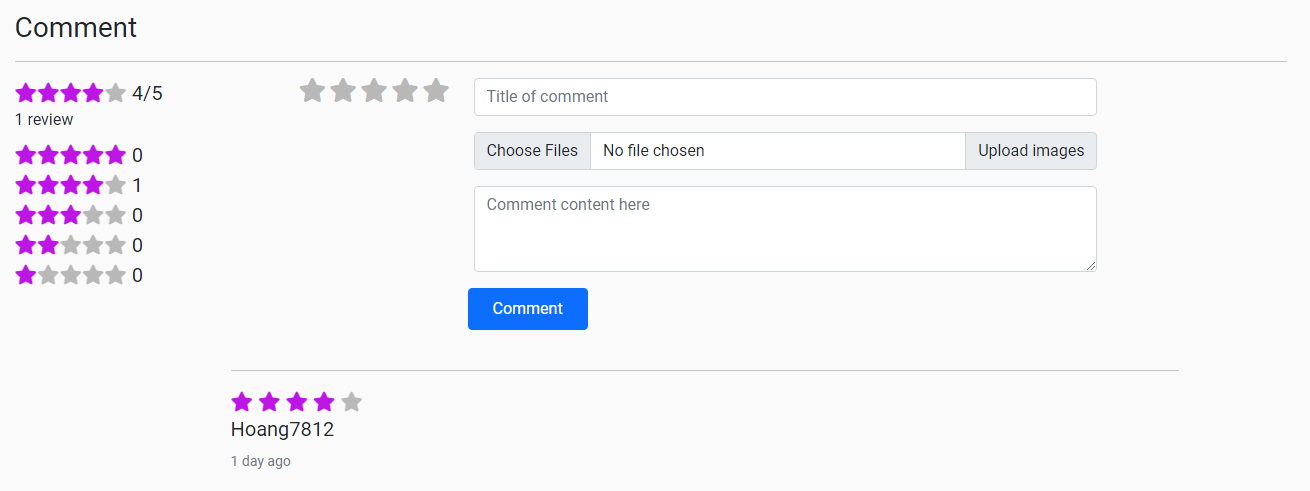 Comment
4/5
1 review
0
1
0
0
0
Title of comment
Choose Files No file chosen Upload images
Comment content here
Comment
Hoang7812
1 day ago